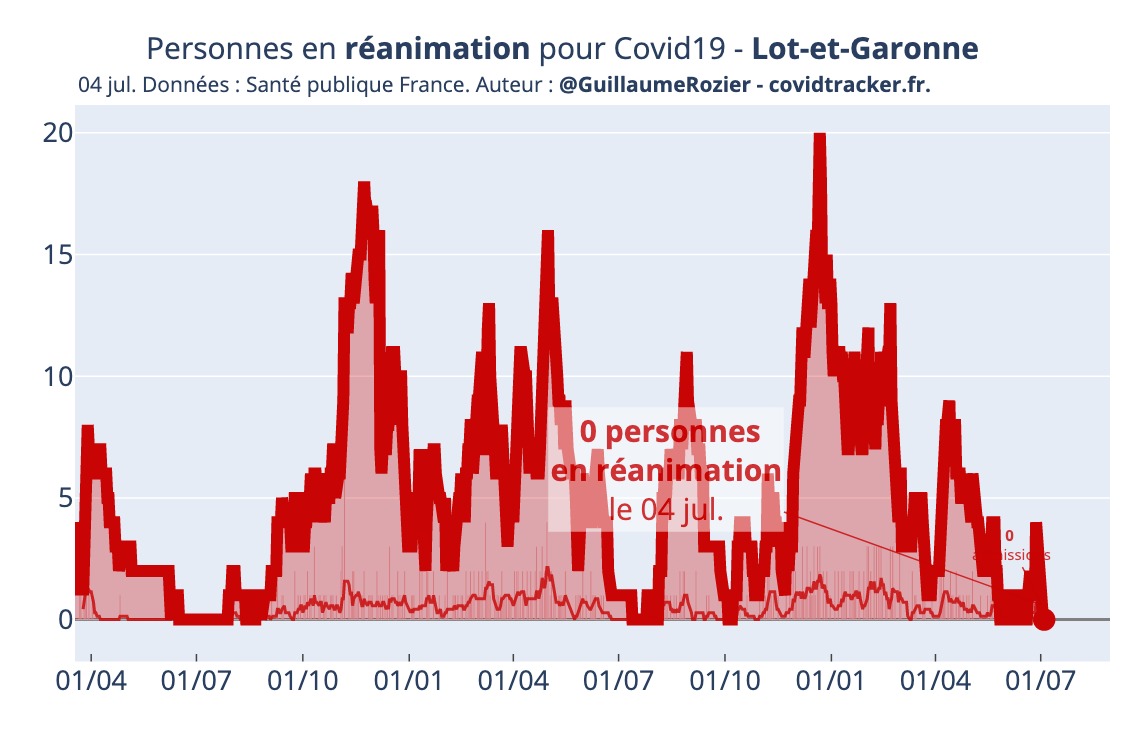 Personnes en réanimation pour Covid19 - Lot-et-Garonne
04 jul. Données : Santé publique France. Auteur : @GuillaumeRozier - covidtracker.fr.
20
15
10
5
0
0 personnes
en réanimation
le 04 jul.
0
admissions
01/04
01/07
01/10
01/01
01/04
01/07
01/10
01/01
01/04
01/07